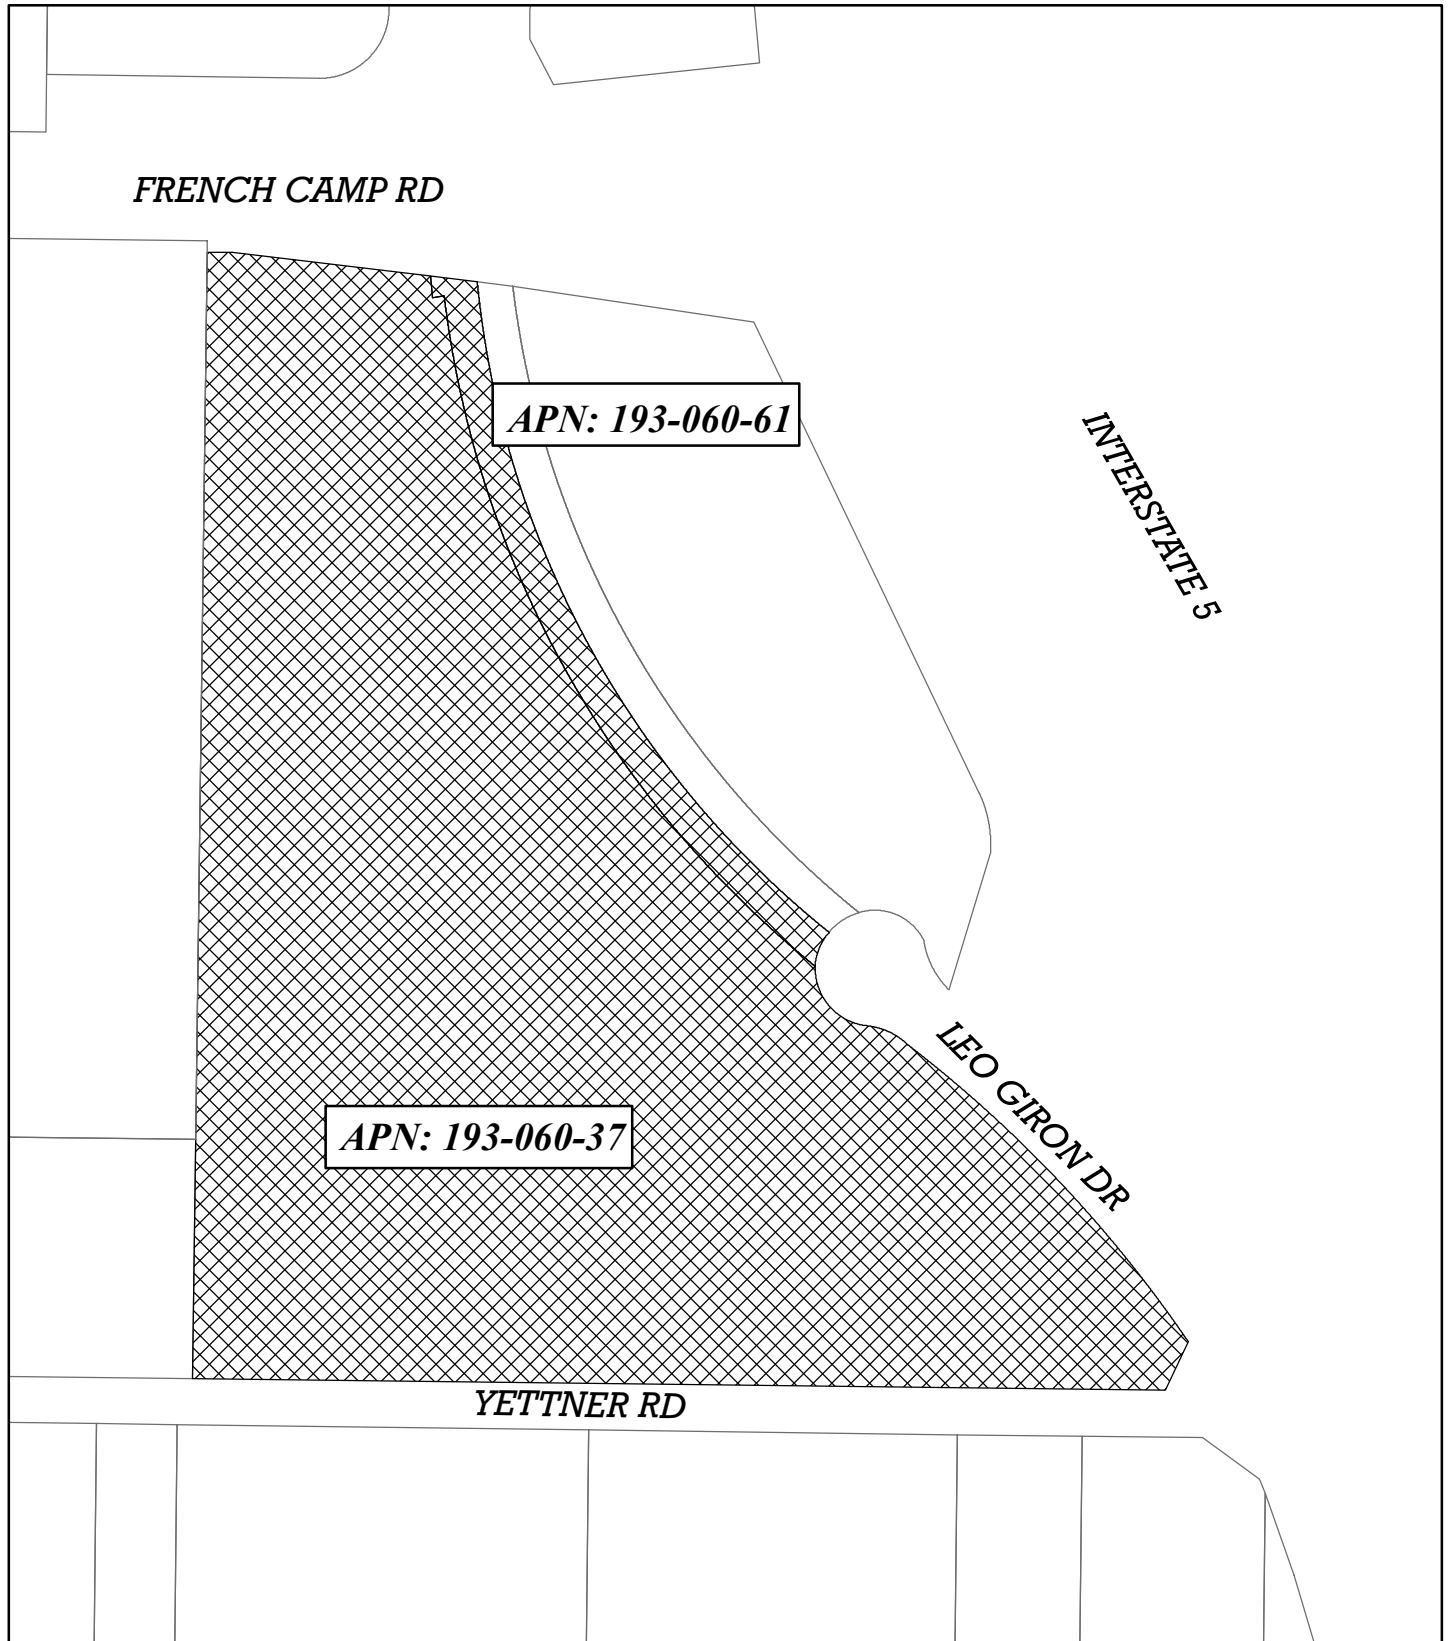 FRENCH CAMP RD
APN: 193-060-61
INTERSTATE 5
LEO GIRON DR
APN: 193-060-37
YETTNER RD